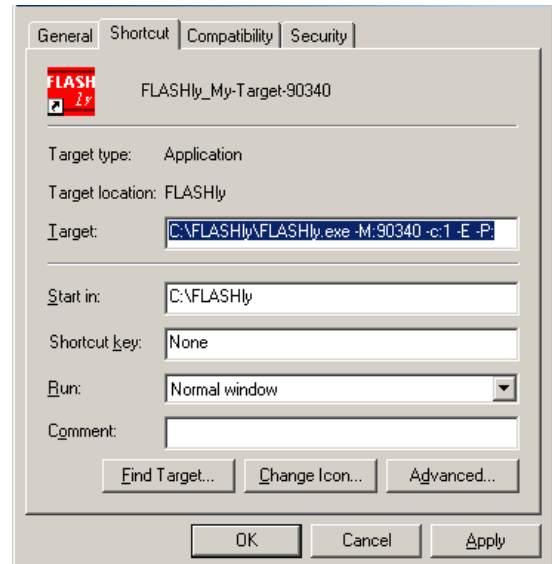 General Shortcut Compatibility Security
FLASH
ly
FLASHly_My-Target-90340
Target type: Application
Target location: FLASHly
Target: C:\FLASHly\FLASHly.exe -M:90340 -c:1 -E -P:
Start in: C:\FLASHly
Shortcut key: None
Run: Normal window
Comment:
Find Target... Change Icon... Advanced...
OK Cancel Apply